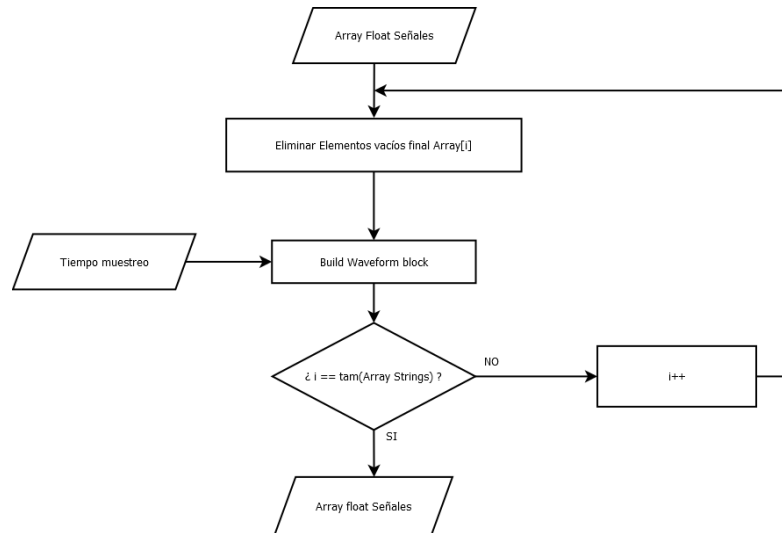 Array Float Señales
Eliminar Elementos vacíos final Array[i]
Tiempo muestreo
Build Waveform block
¿ i == tam(Array Strings) ?
NO
i++
SI
Array float Señales